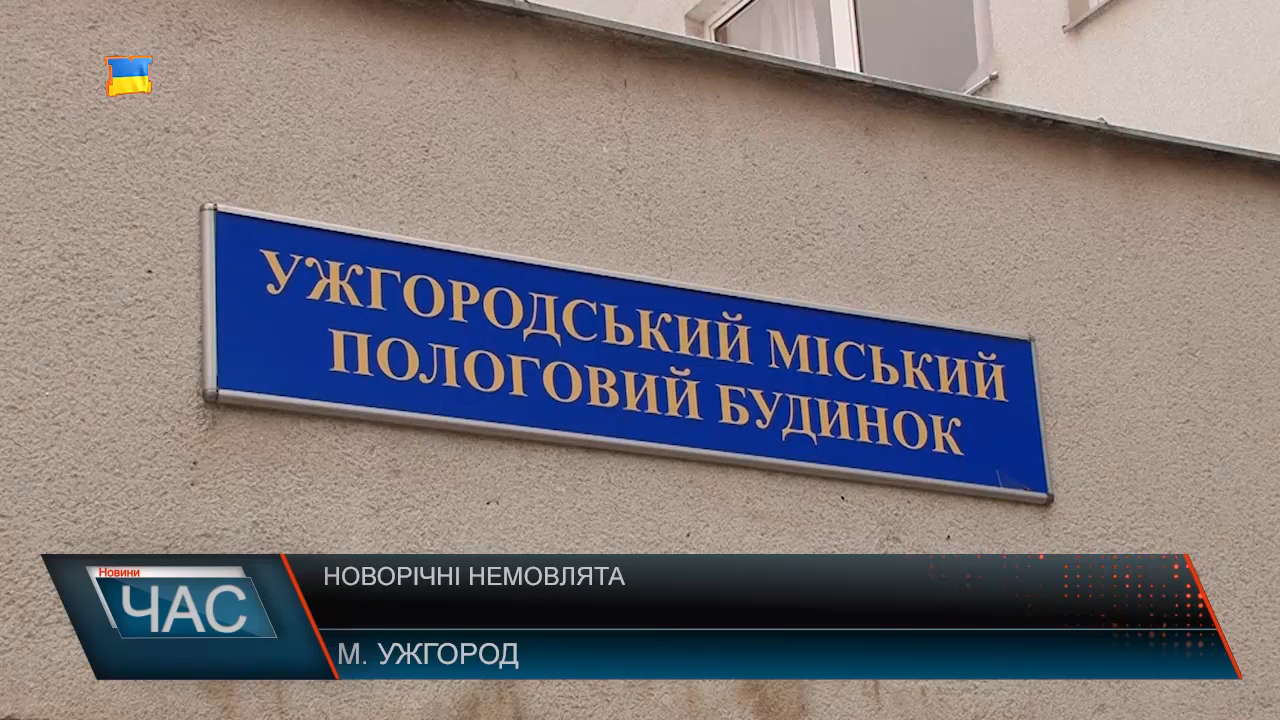 УЖГОРОДСЬКИЙ МІСЬКИЙ
ПОЛОГОВИЙ БУДИНОК
Новини
ЧАС
НОВОРІЧНІ НЕМОВЛЯТА
М. УЖГОРОД